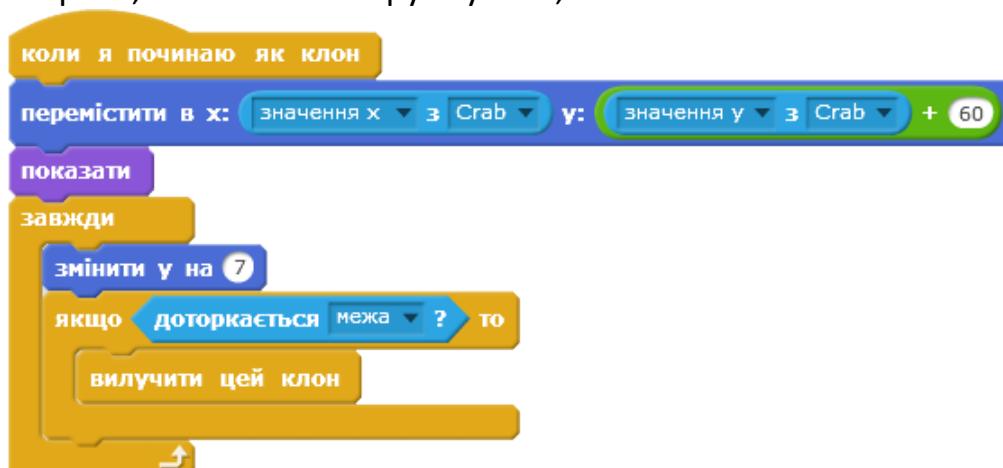 коли я починаю як клон
перемістити в x: значення x з Crab y: значення y з Crab + 60
показати
завжди
змінити y на 7
якщо доторкається межа ? то
вилучити цей клон